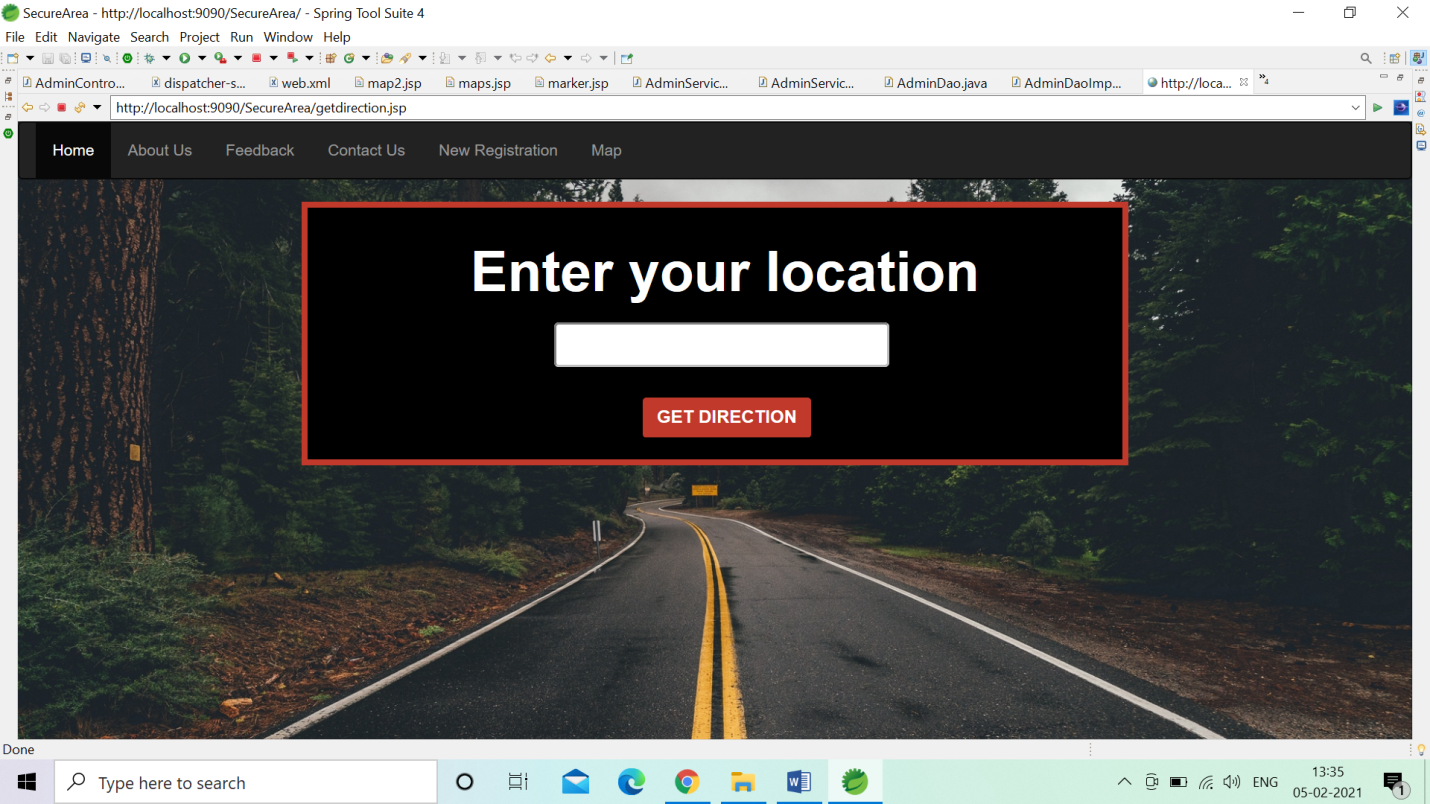 SecureArea - http://localhost:9090/SecureArea/ - Spring Tool Suite 4
File Edit Navigate Search Project Run Window Help
AdminContro... dispatcher-s... web.xml map2.jsp maps.jsp marker.jsp AdminServic... AdminServic... AdminDao.java AdminDaoImp... http://loca... »4
http://localhost:9090/SecureArea/getdirection.jsp
Home About Us Feedback Contact Us New Registration Map
Enter your location
GET DIRECTION
Done
Type here to search
ENG
13:35
05-02-2021
1